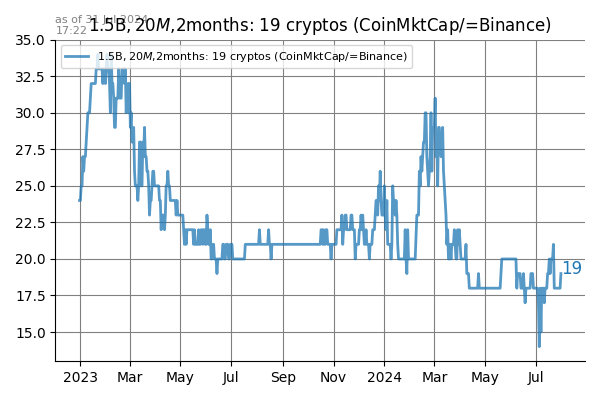 as of 31 Jul 2024
17:22
1.5B, 20M, 2months: 19 cryptos (CoinMktCap/=Binance)
1.5B, 20M, 2months: 19 cryptos (CoinMktCap/=Binance)
35.0
32.5
30.0
27.5
25.0
22.5
20.0
17.5
15.0
19
2023 Mar May Jul Sep Nov 2024 Mar May Jul